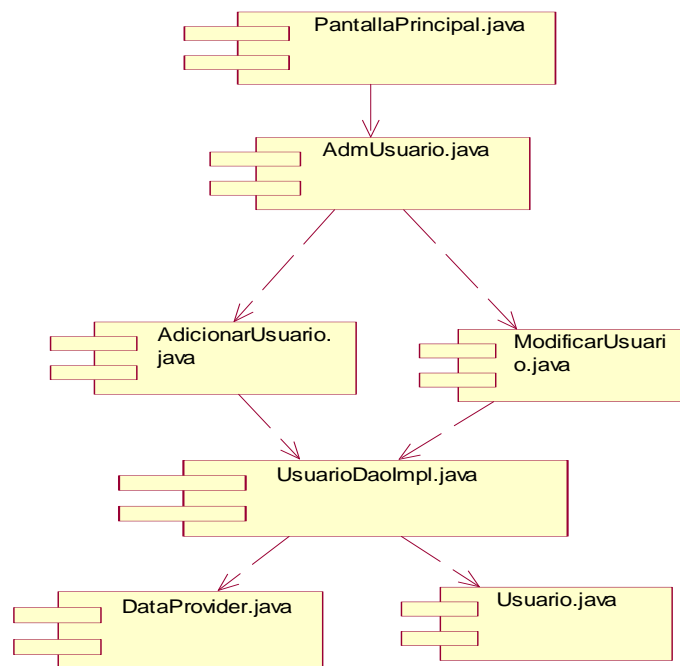 PantallaPrincipal.java
AdmUsuario.java
AdicionarUsuario.
java
ModificarUsuari
o.java
UsuarioDaoImpl.java
DataProvider.java
Usuario.java